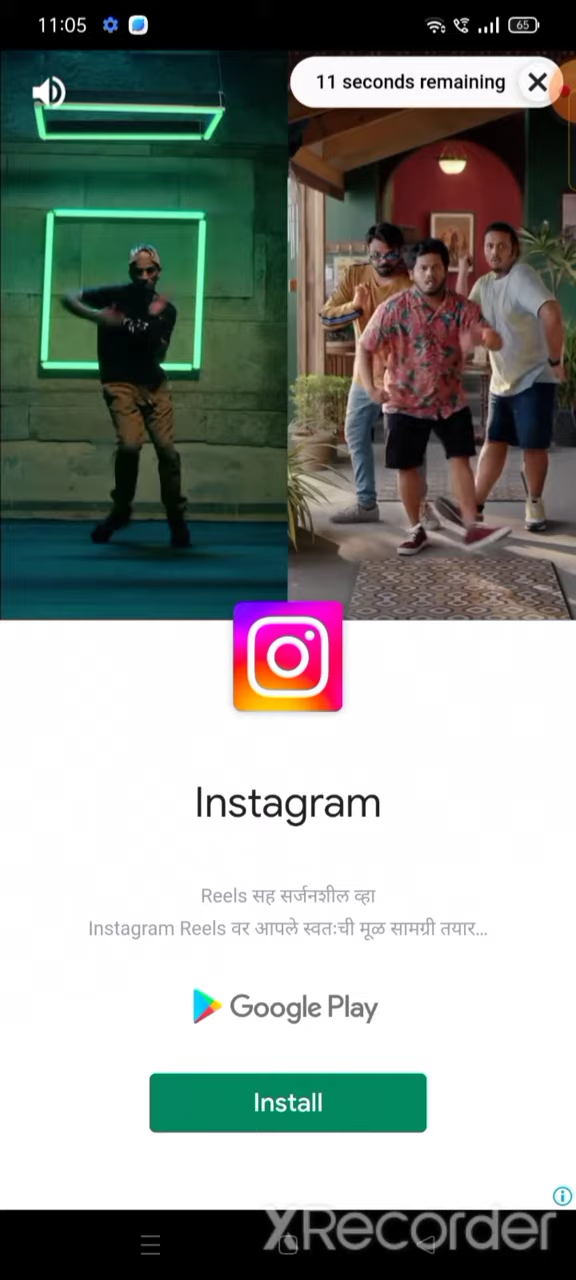 11:05
65
11 seconds remaining
Instagram
Reels सह सर्जनशील व्हा
Instagram Reels वर आपले स्वतःची मूळ सामग्री तयार...
Google Play
Install
XRecorder